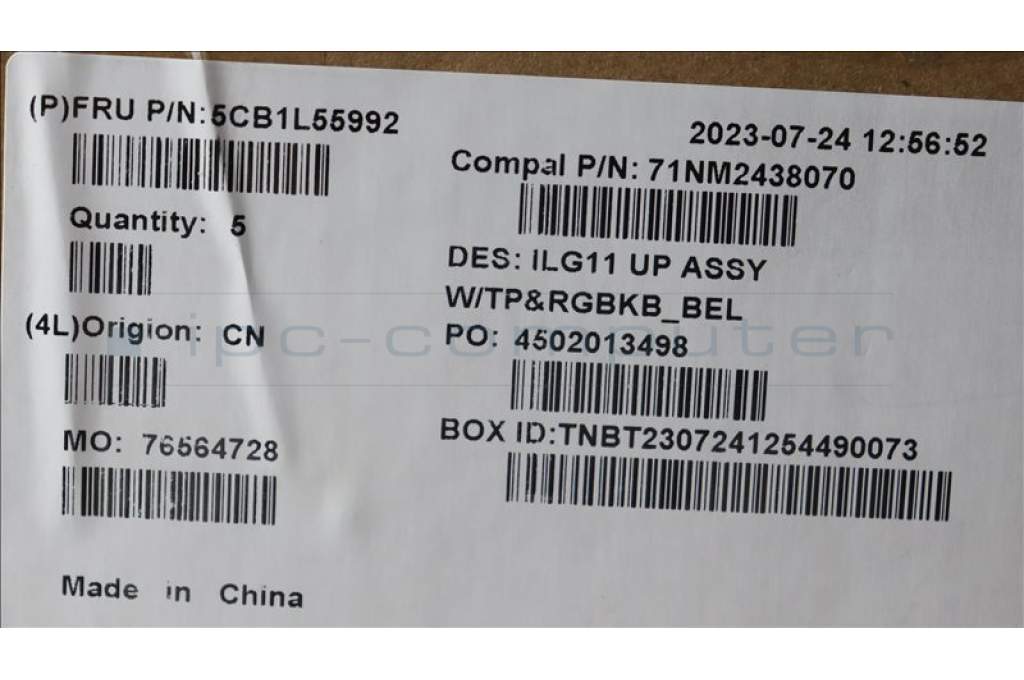 (P)FRU P/N:5CB1L55992
Quantity: 5
(4L)Origion: CN
MO: 76564728
Made in China
2023-07-24 12:56:52
Compal P/N: 71NM2438070
DES: ILG11 UP ASSY
W/TP&RGBKB_BEL
PO: 4502013498
BOX ID:TNBT2307241254490073
ipc-computer